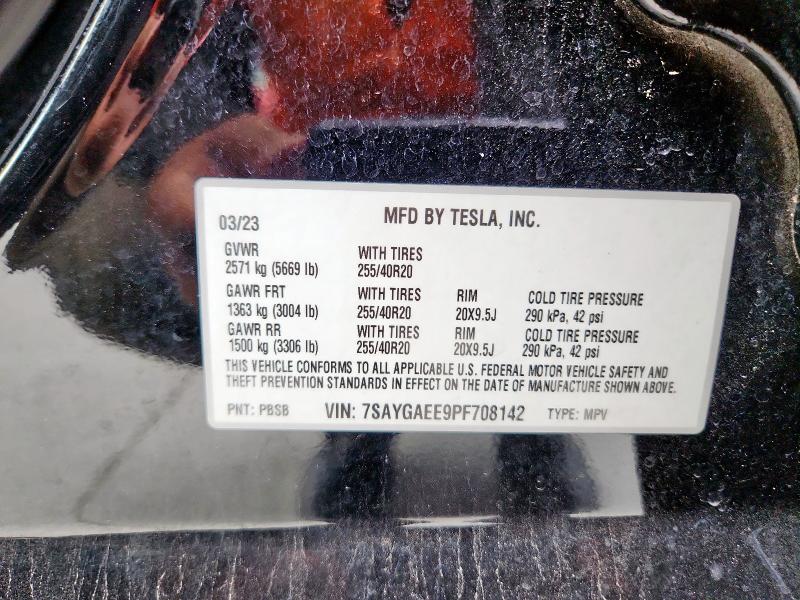 03/23 MFD BY TESLA, INC.
GVWR WITH TIRES
2571 kg (5669 lb) 255/40R20
GAWR FRT WITH TIRES RIM COLD TIRE PRESSURE
1363 kg (3004 lb) 255/40R20 20X9.5J 290 kPa, 42 psi
GAWR RR WITH TIRES RIM COLD TIRE PRESSURE
1500 kg (3306 lb) 255/40R20 20X9.5J 290 kPa, 42 psi
THIS VEHICLE CONFORMS TO ALL APPLICABLE U.S. FEDERAL MOTOR VEHICLE SAFETY AND
THEFT PREVENTION STANDARDS IN EFFECT ON THE DATE OF MANUFACTURE SHOWN ABOVE.
PNT: PBSB VIN: 7SAYGAEE9PF708142 TYPE: MPV